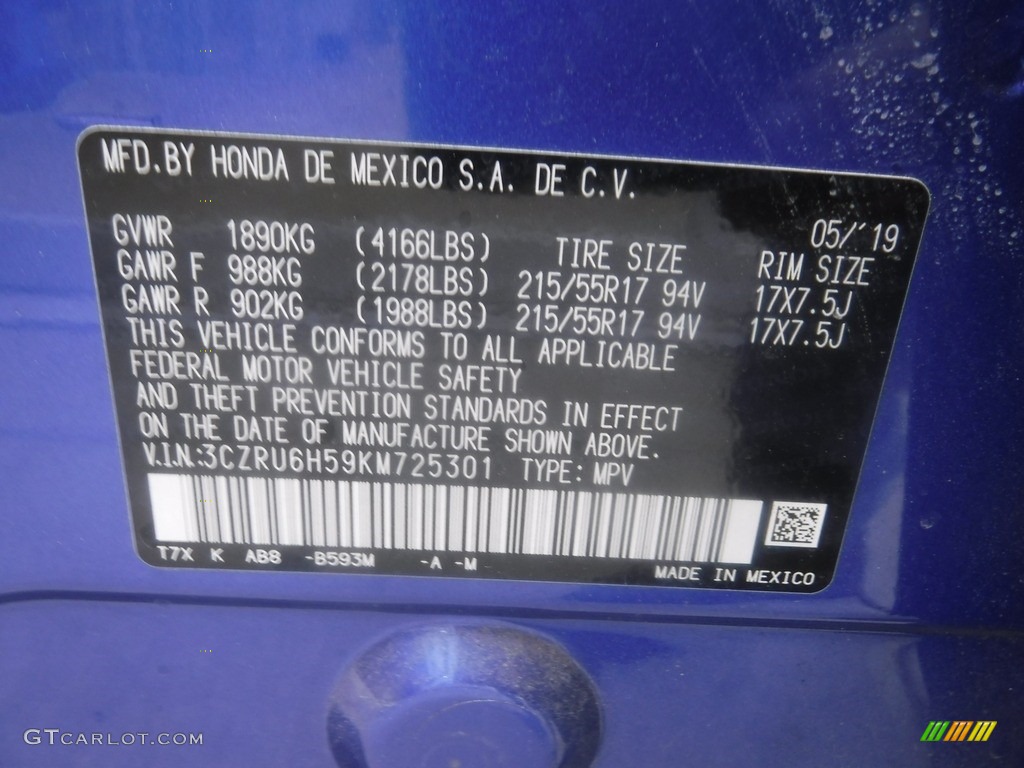 MFD.BY HONDA DE MEXICO S.A. DE C.V.
05/'19
GVWR 1890KG (4166LBS) TIRE SIZE RIM SIZE
GAWR F 988KG (2178LBS) 215/55R17 94V 17X7.5J
GAWR R 902KG (1988LBS) 215/55R17 94V 17X7.5J
THIS VEHICLE CONFORMS TO ALL APPLICABLE
FEDERAL MOTOR VEHICLE SAFETY
AND THEFT PREVENTION STANDARDS IN EFFECT
ON THE DATE OF MANUFACTURE SHOWN ABOVE.
V.I.N.:3CZRU6H59KM725301 TYPE: MPV
T7X K AB8 -B593M -A -M
MADE IN MEXICO
GTCARLOT.COM